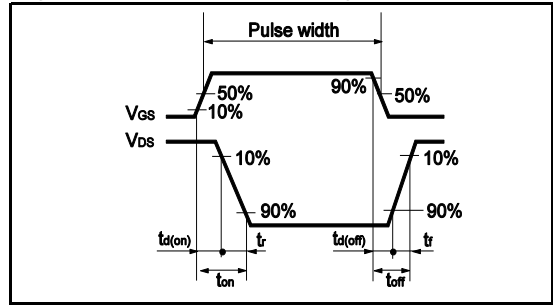 Pulse width
90%
50%
50%
10%
VGS
VDS
10%
10%
90%
90%
td(on)
tr
td(off)
tf
ton
toff